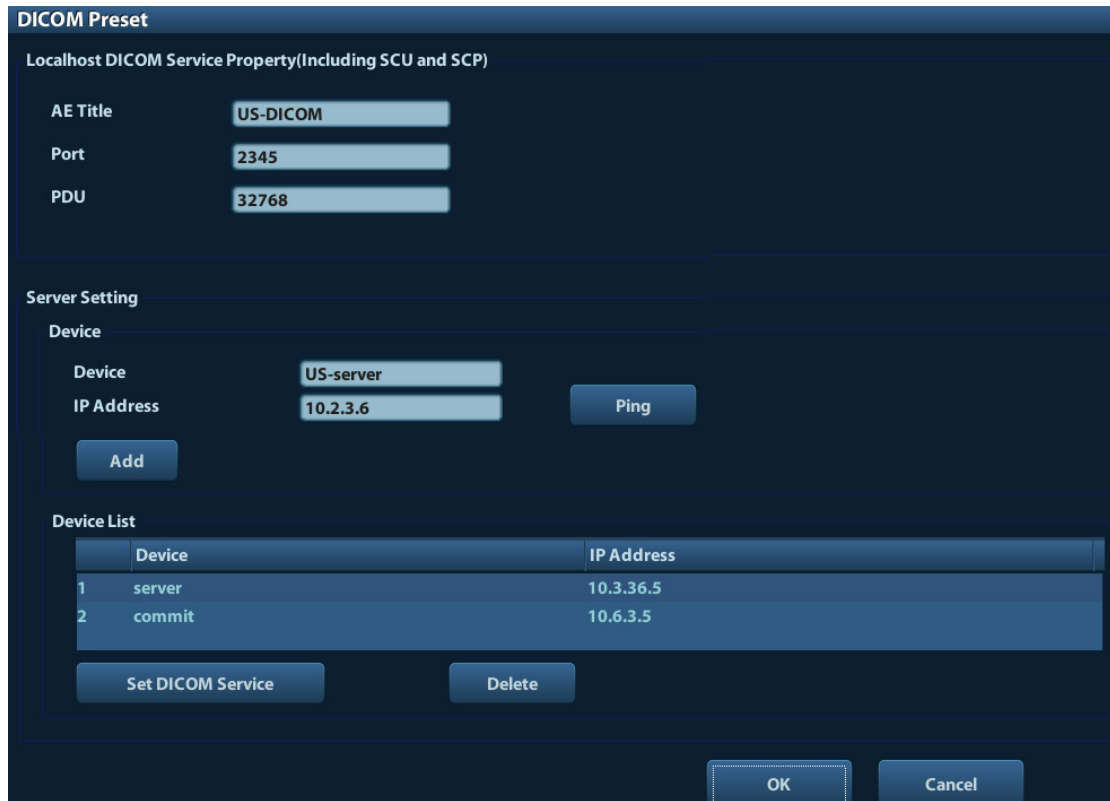 DICOM Preset
Localhost DICOM Service Property(Including SCU and SCP)
AE Title US-DICOM
Port 2345
PDU 32768
Server Setting
Device
Device US-server
IP Address 10.2.3.6 Ping
Add
Device List
Device IP Address
1 server 10.3.36.5
2 commit 10.6.3.5
Set DICOM Service Delete
OK Cancel